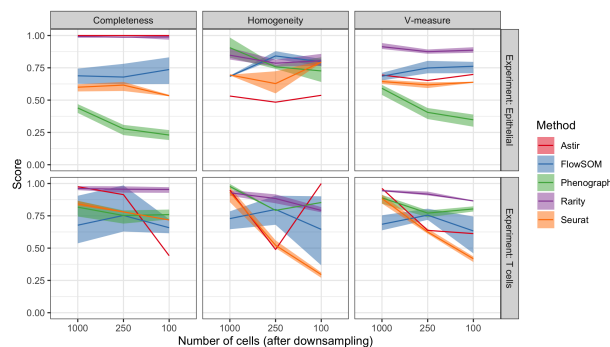 Completeness
Homogeneity
V-measure
Score
1.00
0.75
0.50
0.25
0.00
Experiment: Epithelial
1.00
0.75
0.50
0.25
0.00
Experiment: T cells
1000
250
100
1000
250
100
1000
250
100
Number of cells (after downsampling)
Method
Astir
FlowSOM
Phenograph
Rarity
Seurat